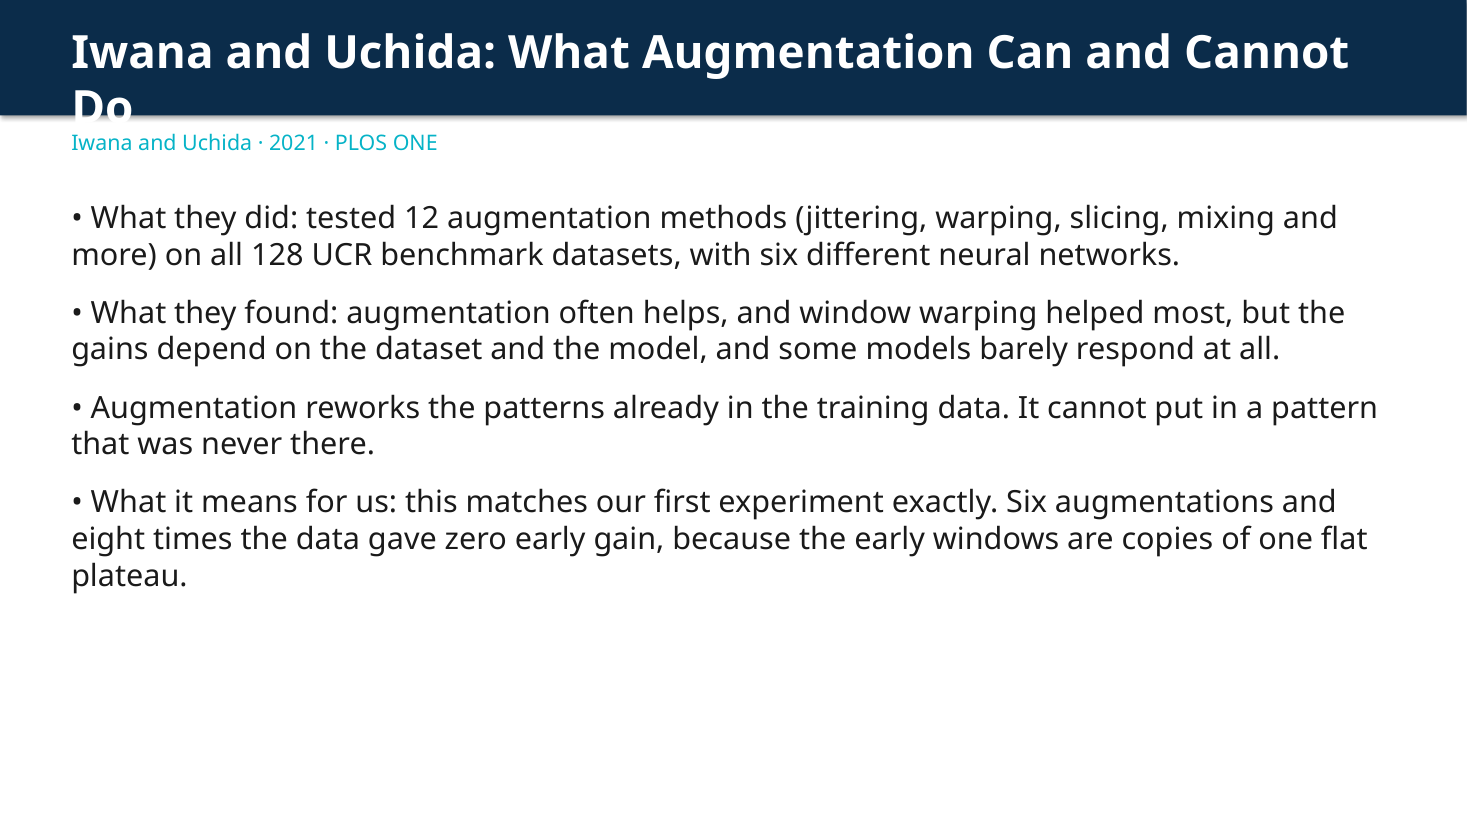 Iwana and Uchida: What Augmentation Can and Cannot
Do
Iwana and Uchida · 2021 · PLOS ONE
• What they did: tested 12 augmentation methods (jittering, warping, slicing, mixing and
more) on all 128 UCR benchmark datasets, with six different neural networks.
• What they found: augmentation often helps, and window warping helped most, but the
gains depend on the dataset and the model, and some models barely respond at all.
• Augmentation reworks the patterns already in the training data. It cannot put in a pattern
that was never there.
• What it means for us: this matches our first experiment exactly. Six augmentations and
eight times the data gave zero early gain, because the early windows are copies of one flat
plateau.